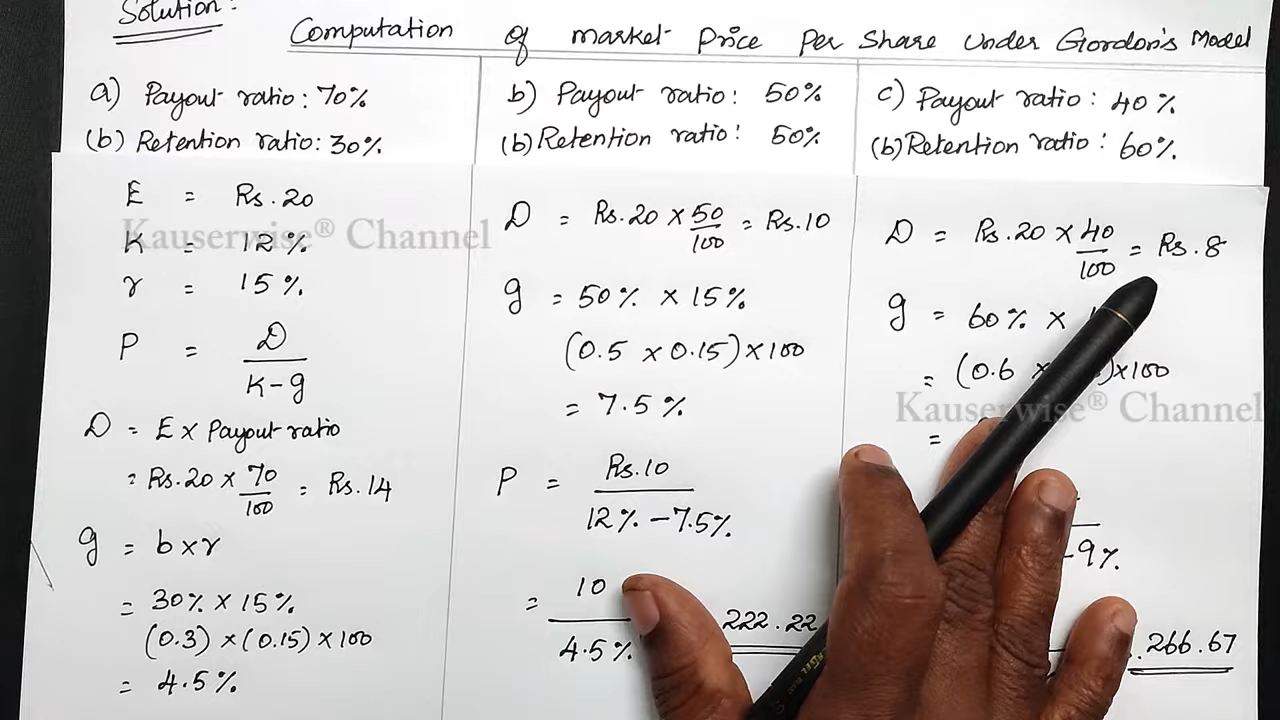 Solution:
Computation of market Price Per Share Under Gordon's Model
a) Payout ratio: 70%
(b) Retention ratio: 30%
E = Rs.20
K = 12%
r = 15%
P = D
K-g
D = E x Payout ratio
= Rs.20 x 70/100 = Rs.14
g = b x r
= 30% x 15%
(0.3) x (0.15) x 100
= 4.5%
b) Payout ratio: 50%
(b) Retention ratio: 50%
D = Rs.20 x 50/100 = Rs.10
g = 50% x 15%
(0.5 x 0.15) x 100
= 7.5%
P = Rs.10
12% - 7.5%
= 10
4.5%
222.22
c) Payout ratio: 40%
(b) Retention ratio: 60%
D = Rs.20 x 40/100 = Rs.8
g = 60% x
= (0.6 x ) x 100
=
-9%
266.67
Kauserwise® Channel
Kauserwise® Channel